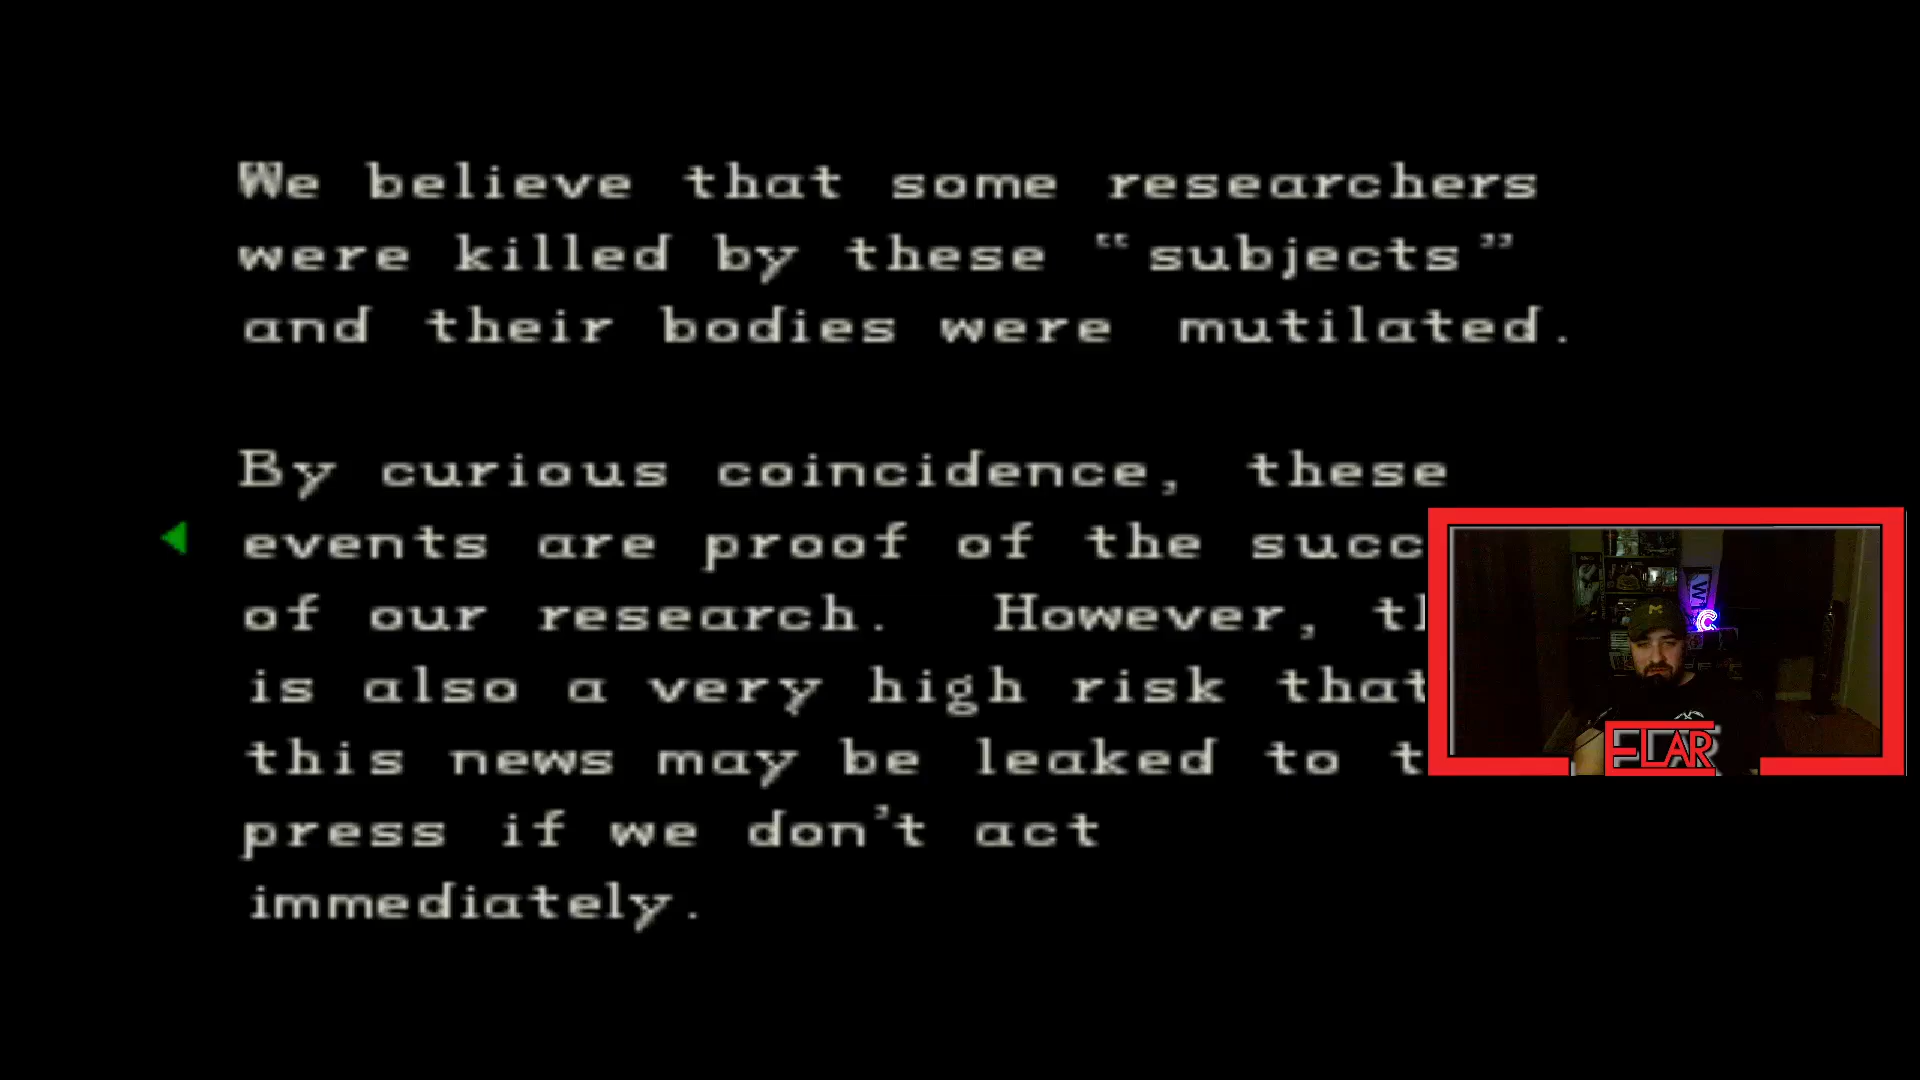 We believe that some researchers
were killed by these “subjects”
and their bodies were mutilated.
By curious coincidence, these
events are proof of the succ
of our research. However,
is also a very high risk that
this news may be leaked to
press if we don't act
immediately.